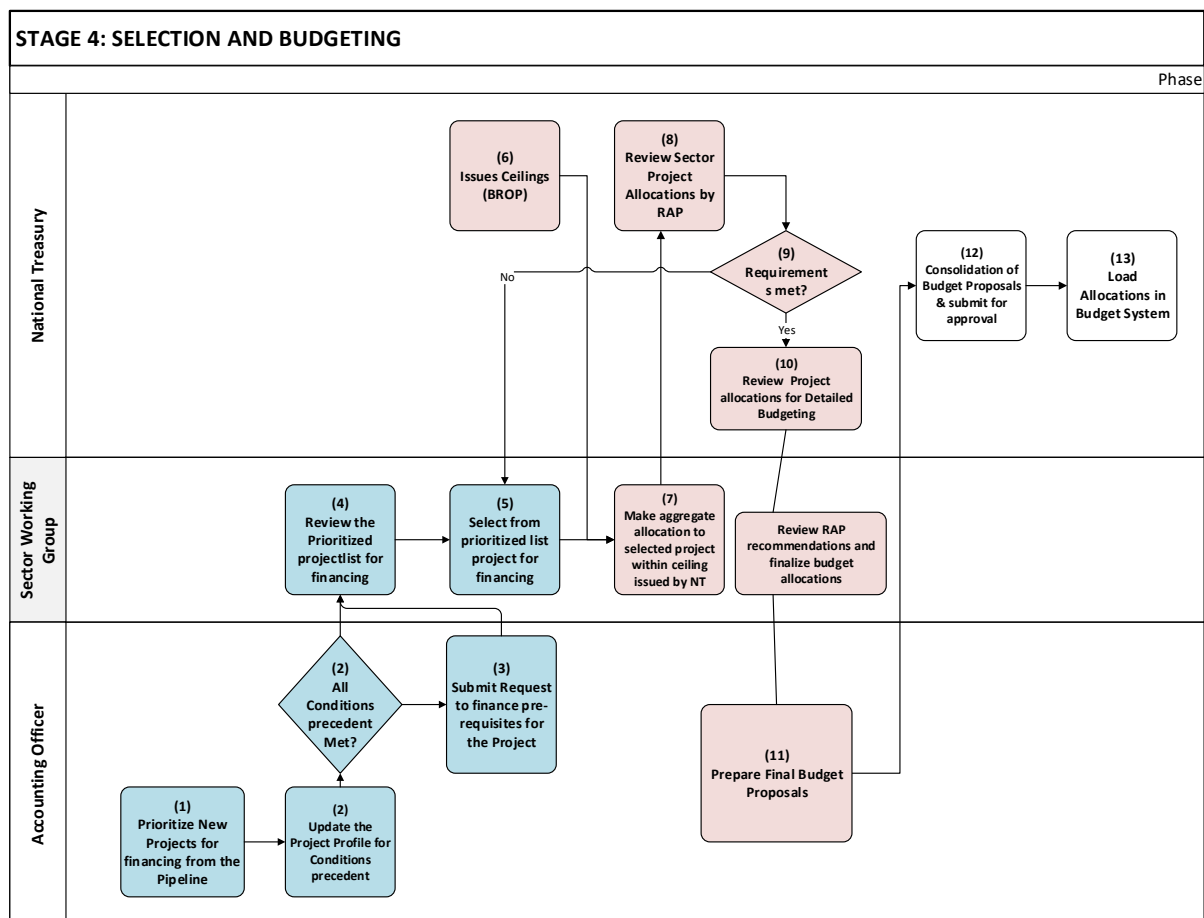 STAGE 4: SELECTION AND BUDGETING
Phase
National Treasury
(6)
Issues Ceilings
(BROP)
(8)
Review Sector
Project
Allocations by
RAP
(9)
Requirement
s met?
No
Yes
(10)
Review Project
allocations for Detailed
Budgeting
(12)
Consolidation of
Budget Proposals
& submit for
approval
(13)
Load
Allocations in
Budget System
Sector Working
Group
(4)
Review the
Prioritized
projectlist for
financing
(5)
Select from
prioritized list
project for
financing
(7)
Make aggregate
allocation to
selected project
within ceiling
issued by NT
Review RAP
recommendations and
finalize budget
allocations
Accounting Officer
(2)
All
Conditions
precedent
Met?
(3)
Submit Request
to finance pre-
requisites for
the Project
(1)
Prioritize New
Projects for
financing from the
Pipeline
(2)
Update the
Project Profile for
Conditions
precedent
(11)
Prepare Final Budget
Proposals